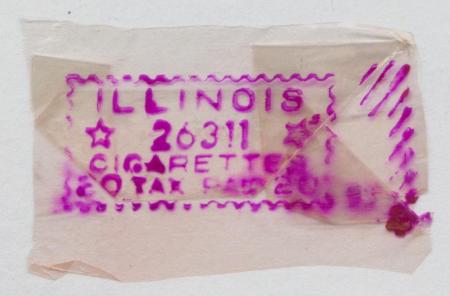 ILLINOIS
26311
CIGARETTES
20 TAX PAID 20